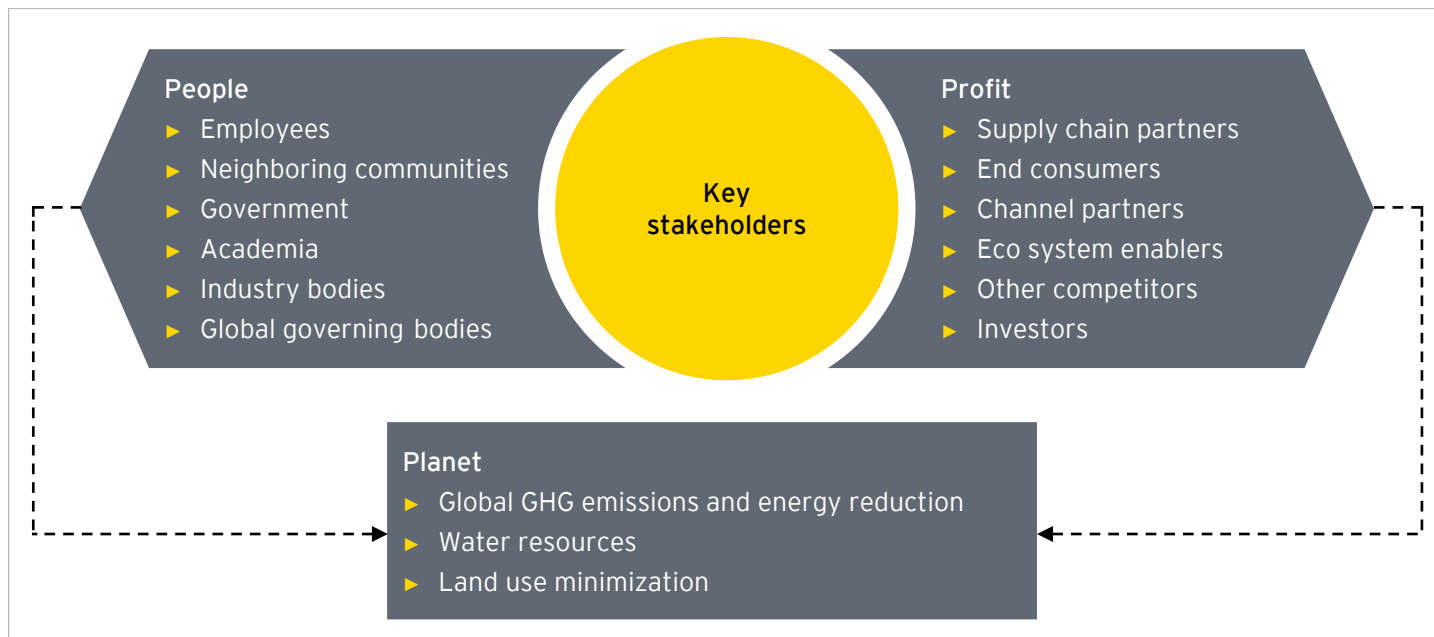 People
► Employees
► Neighboring communities
► Government
► Academia
► Industry bodies
► Global governing bodies
Key
stakeholders
Profit
► Supply chain partners
► End consumers
► Channel partners
► Eco system enablers
► Other competitors
► Investors
Planet
► Global GHG emissions and energy reduction
► Water resources
► Land use minimization